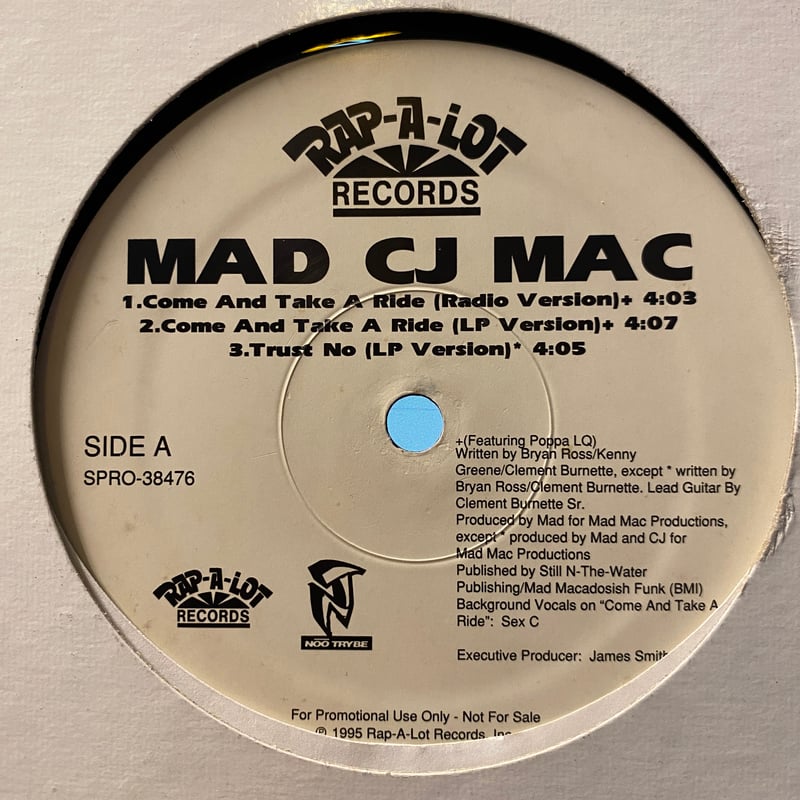 RAP-A-LOT
RECORDS
MAD CJ MAC
1.Come And Take A Ride (Radio Version)+ 4:03
2.Come And Take A Ride (LP Version)+ 4:07
3.Trust No (LP Version)* 4:05
SIDE A
SPRO-38476
+(Featuring Poppa LQ)
Written by Bryan Ross/Kenny
Greene/Clement Burnette, except * written by
Bryan Ross/Clement Burnette. Lead Guitar By
Clement Burnette Sr.
Produced by Mad for Mad Mac Productions,
except * produced by Mad and CJ for
Mad Mac Productions
Published by Still N-The-Water
Publishing/Mad Macadosish Funk (BMI)
Background Vocals on "Come And Take A
Ride": Sex C
Executive Producer: James Smith
RAP-A-LOT
RECORDS
NOO TRYBE
For Promotional Use Only - Not For Sale
℗ 1995 Rap-A-Lot Records, Inc